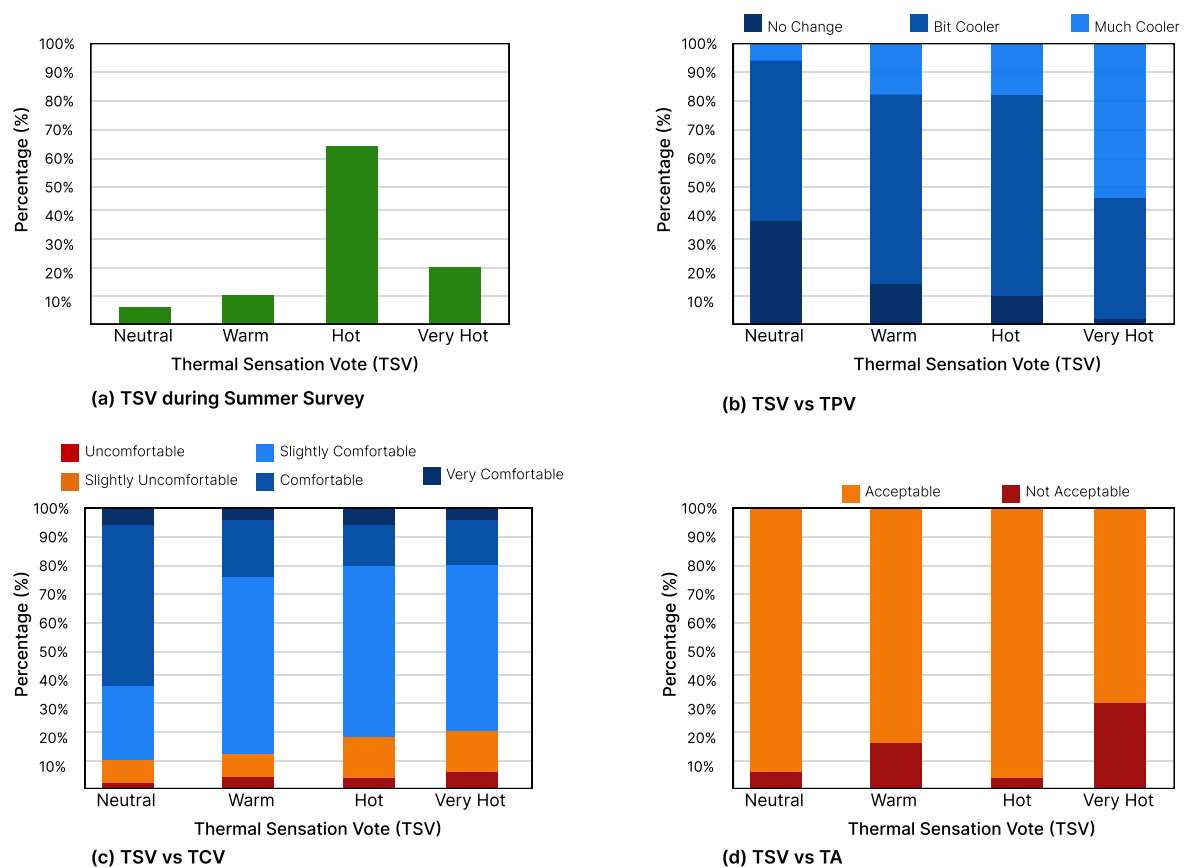 100%
90%
80%
70%
60%
50%
40%
30%
20%
10%
Percentage (%)
Neutral Warm Hot Very Hot
Thermal Sensation Vote (TSV)
(a) TSV during Summer Survey
No Change Bit Cooler Much Cooler
100%
90%
80%
70%
60%
50%
40%
30%
20%
10%
Percentage (%)
Neutral Warm Hot Very Hot
Thermal Sensation Vote (TSV)
(b) TSV vs TPV
Uncomfortable Slightly Comfortable
Slightly Uncomfortable Comfortable Very Comfortable
100%
90%
80%
70%
60%
50%
40%
30%
20%
10%
Percentage (%)
Neutral Warm Hot Very Hot
Thermal Sensation Vote (TSV)
(c) TSV vs TCV
Acceptable Not Acceptable
100%
90%
80%
70%
60%
50%
40%
30%
20%
10%
Percentage (%)
Neutral Warm Hot Very Hot
Thermal Sensation Vote (TSV)
(d) TSV vs TA